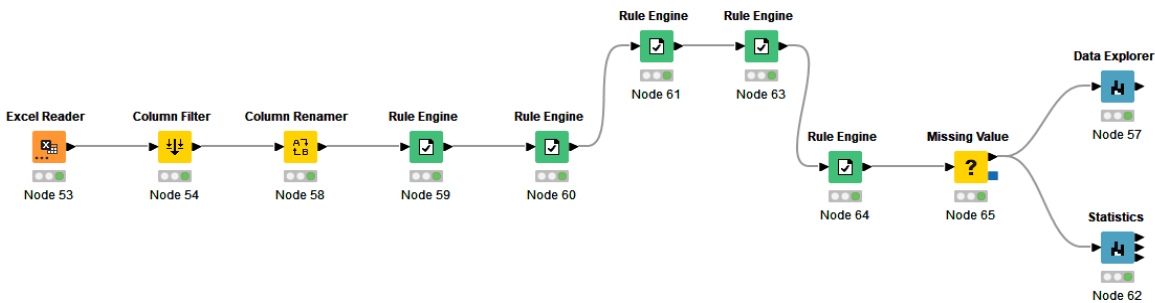 Rule Engine
Rule Engine
Node 61
Node 63
Data Explorer
Node 57
Excel Reader
Column Filter
Column Renamer
Rule Engine
Rule Engine
X
A
B
Node 53
Node 54
Node 58
Node 59
Node 60
Rule Engine
Missing Value
?
Node 64
Node 65
Statistics
Node 62